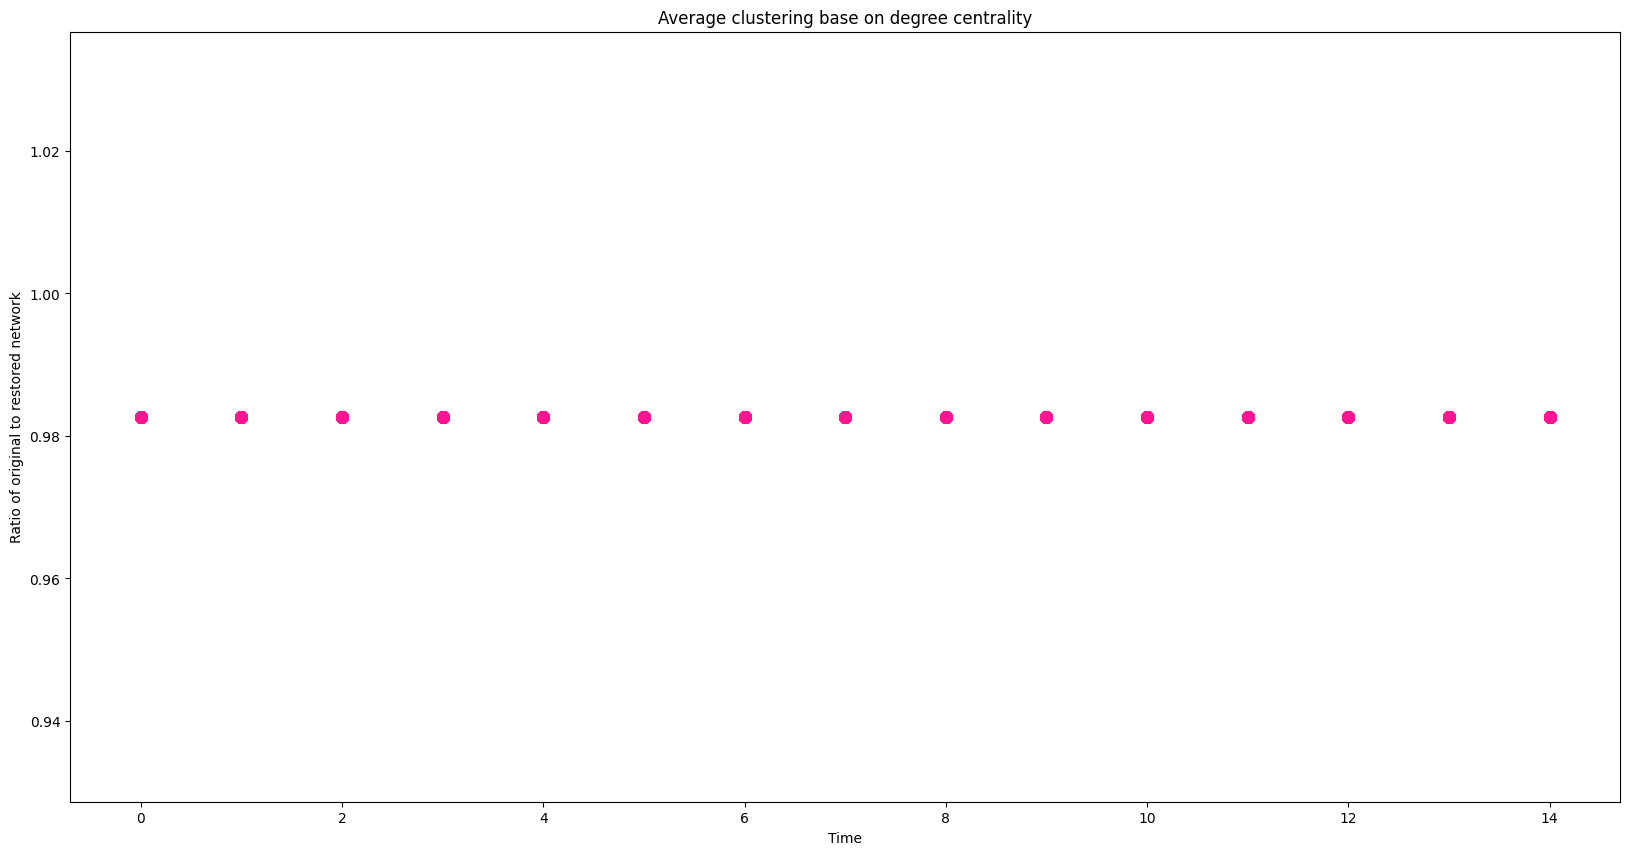 Average clustering base on degree centrality
Ratio of original to restored network
1.02
1.00
0.98
0.96
0.94
0 2 4 6 8 10 12 14
Time